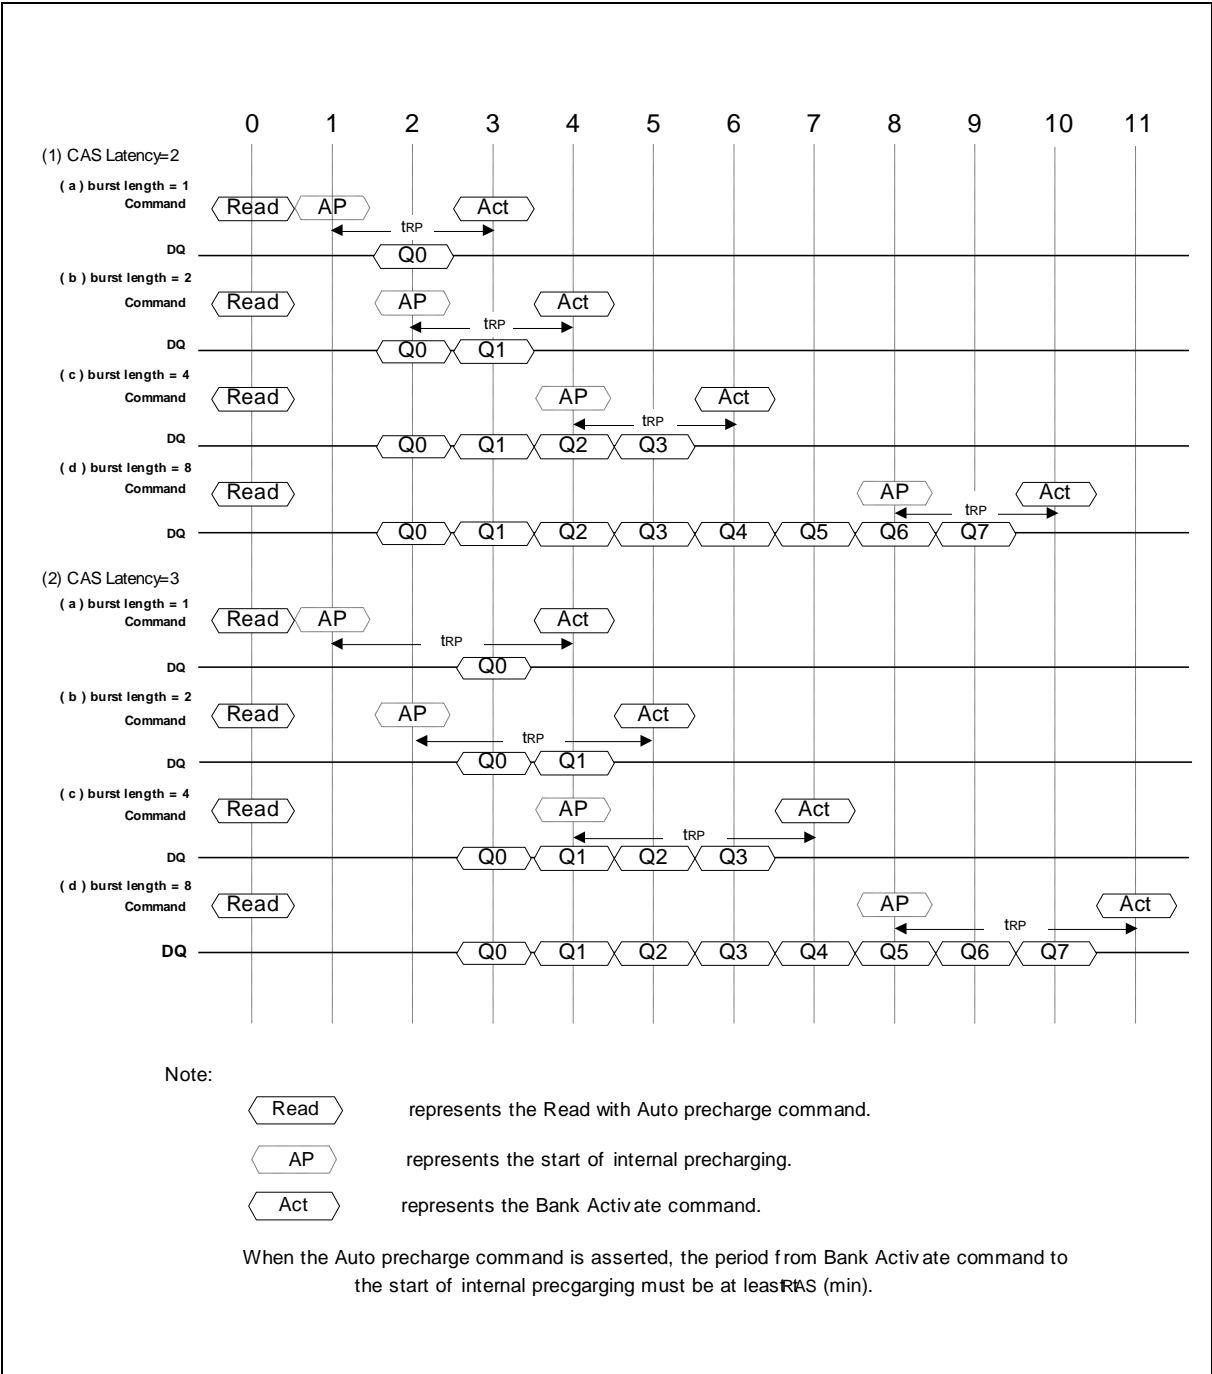 0 1 2 3 4 5 6 7 8 9 10 11
(1) CAS Latency=2
( a ) burst length = 1
Command Read AP Act
tRP
DQ Q0
( b ) burst length = 2
Command Read AP Act
tRP
DQ Q0 Q1
( c ) burst length = 4
Command Read AP Act
tRP
DQ Q0 Q1 Q2 Q3
( d ) burst length = 8
Command Read AP Act
tRP
DQ Q0 Q1 Q2 Q3 Q4 Q5 Q6 Q7
(2) CAS Latency=3
( a ) burst length = 1
Command Read AP Act
tRP
DQ Q0
( b ) burst length = 2
Command Read AP Act
tRP
DQ Q0 Q1
( c ) burst length = 4
Command Read AP Act
tRP
DQ Q0 Q1 Q2 Q3
( d ) burst length = 8
Command Read AP Act
tRP
DQ Q0 Q1 Q2 Q3 Q4 Q5 Q6 Q7
Note:
Read represents the Read with Auto precharge command.
AP represents the start of internal precharging.
Act represents the Bank Activate command.
When the Auto precharge command is asserted, the period from Bank Activate command to
the start of internal precgarging must be at least tRAS (min).